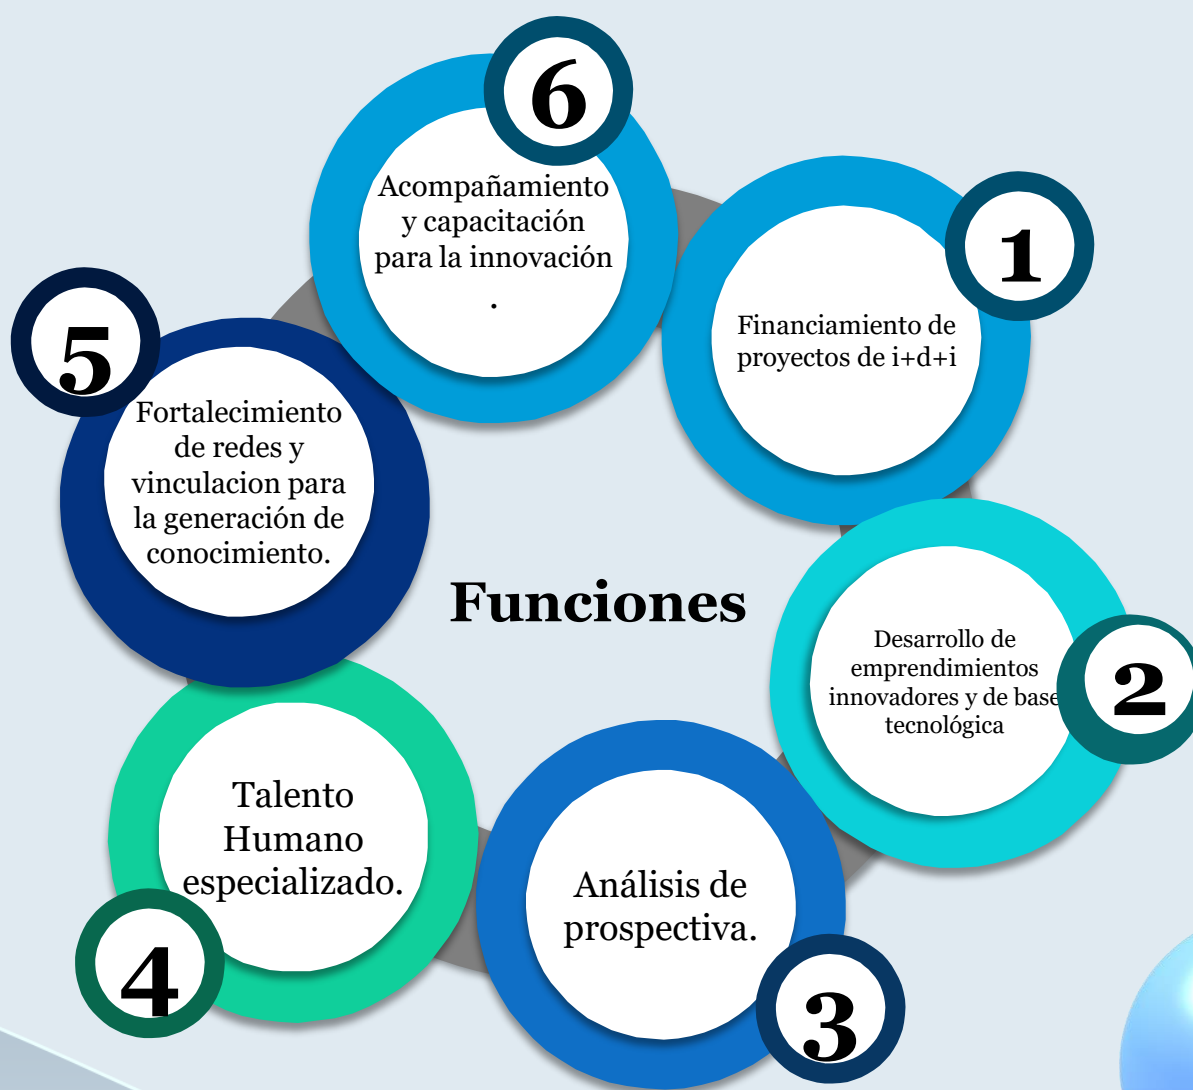 Funciones
1
Financiamiento de
proyectos de i+d+i
2
Desarrollo de
emprendimientos
innovadores y de base
tecnológica
3
Análisis de
prospectiva.
4
Talento
Humano
especializado.
5
Fortalecimiento
de redes y
vinculacion para
la generación de
conocimiento.
6
Acompañamiento
y capacitación
para la innovación
.